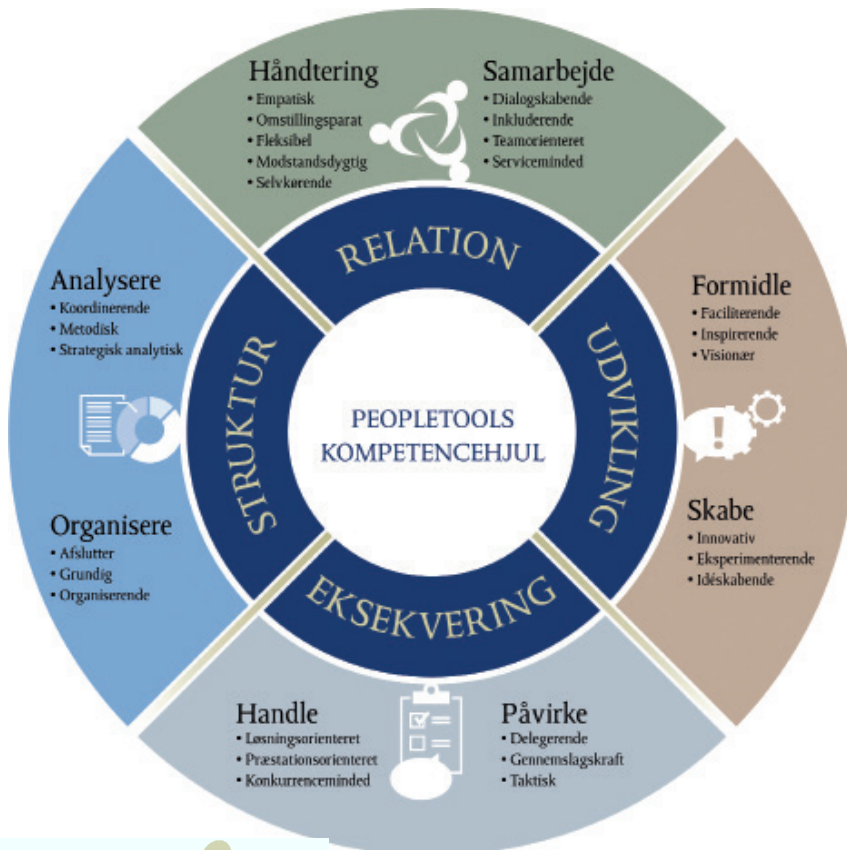 Håndtering
• Empatisk
• Omstillingsparat
• Fleksibel
• Modstandsdygtig
• Selvkørende
Samarbejde
• Dialogskabende
• Inkluderende
• Teamorienteret
• Serviceminded
RELATION
Analysere
• Koordinerende
• Metodisk
• Strategisk analytisk
Organisere
• Afslutter
• Grundig
• Organiserende
STRUKTUR
PEOPLETOOLS
KOMPETENCEHJUL
UDVIKLING
Formidle
• Faciliterende
• Inspirerende
• Visionær
Skabe
• Innovativ
• Eksperimenterende
• Idéskabende
EKSEKVERING
Handle
• Løsningsorienteret
• Præstationsorienteret
• Konkurrenceminded
Påvirke
• Delegerende
• Gennemslagskraft
• Taktisk